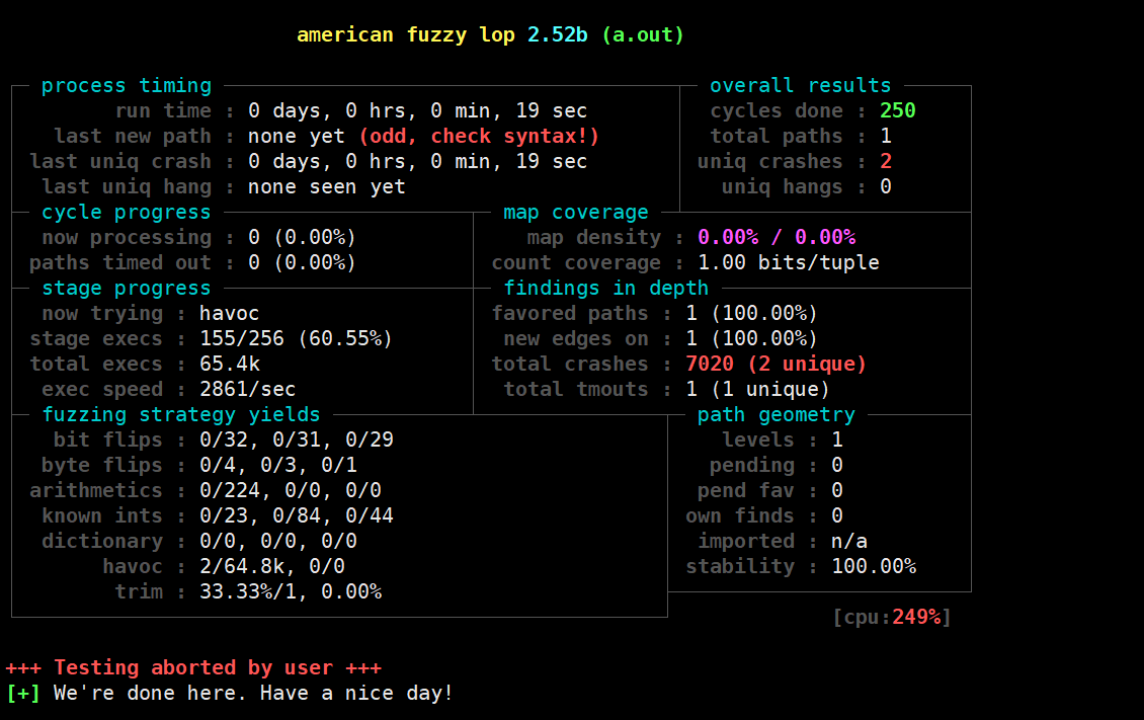 american fuzzy lop 2.52b (a.out)
process timing
run time : 0 days, 0 hrs, 0 min, 19 sec
last new path : none yet (odd, check syntax!)
last uniq crash : 0 days, 0 hrs, 0 min, 19 sec
last uniq hang : none seen yet
overall results
cycles done : 250
total paths : 1
uniq crashes : 2
uniq hangs : 0
cycle progress
now processing : 0 (0.00%)
paths timed out : 0 (0.00%)
map coverage
map density : 0.00% / 0.00%
count coverage : 1.00 bits/tuple
stage progress
now trying : havoc
stage execs : 155/256 (60.55%)
total execs : 65.4k
exec speed : 2861/sec
findings in depth
favored paths : 1 (100.00%)
new edges on : 1 (100.00%)
total crashes : 7020 (2 unique)
total tmouts : 1 (1 unique)
fuzzing strategy yields
bit flips : 0/32, 0/31, 0/29
byte flips : 0/4, 0/3, 0/1
arithmetics : 0/224, 0/0, 0/0
known ints : 0/23, 0/84, 0/44
dictionary : 0/0, 0/0, 0/0
havoc : 2/64.8k, 0/0
trim : 33.33%/1, 0.00%
path geometry
levels : 1
pending : 0
pend fav : 0
own finds : 0
imported : n/a
stability : 100.00%
[cpu:249%]
+++ Testing aborted by user +++
[+] We're done here. Have a nice day!